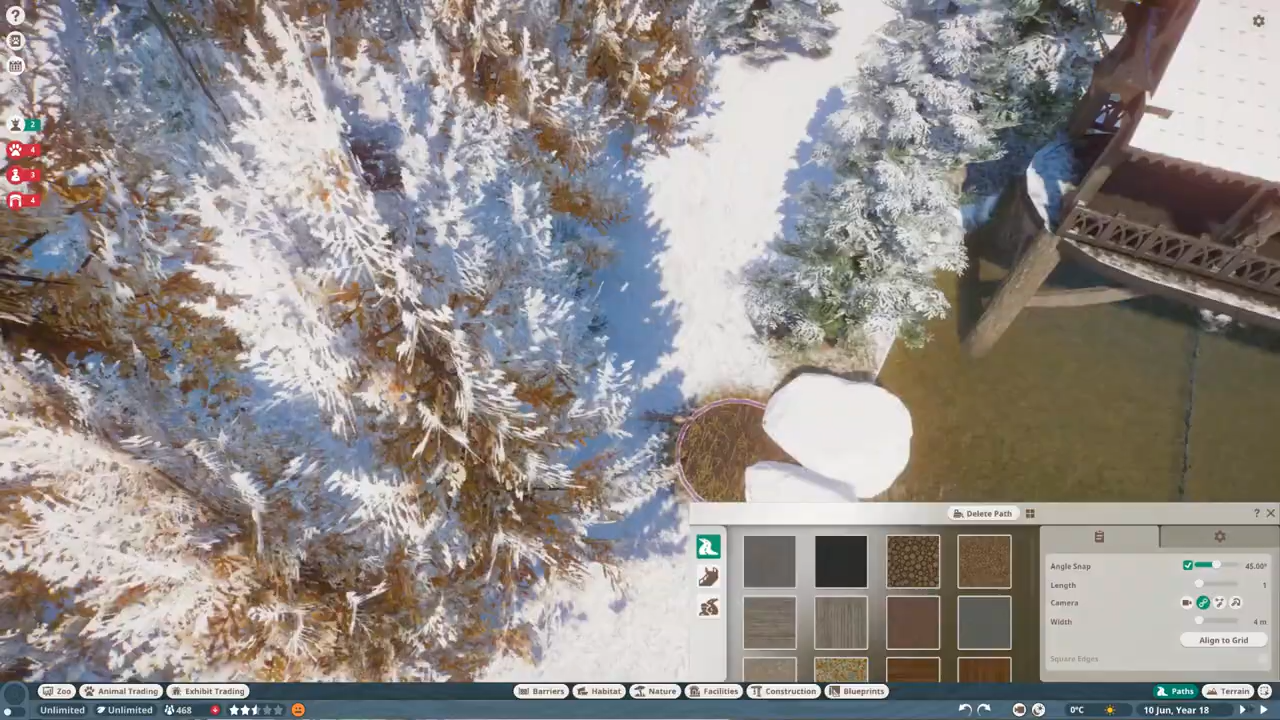 ?
2
4
3
4
Delete Path
?
Angle Snap 45.00°
Length 1
Camera
Width 4 m
Align to Grid
Square Edges
Zoo Animal Trading Exhibit Trading Barriers Habitat Nature Facilities Construction Blueprints Paths Terrain
Unlimited Unlimited 468 0°C 10 Jun, Year 18